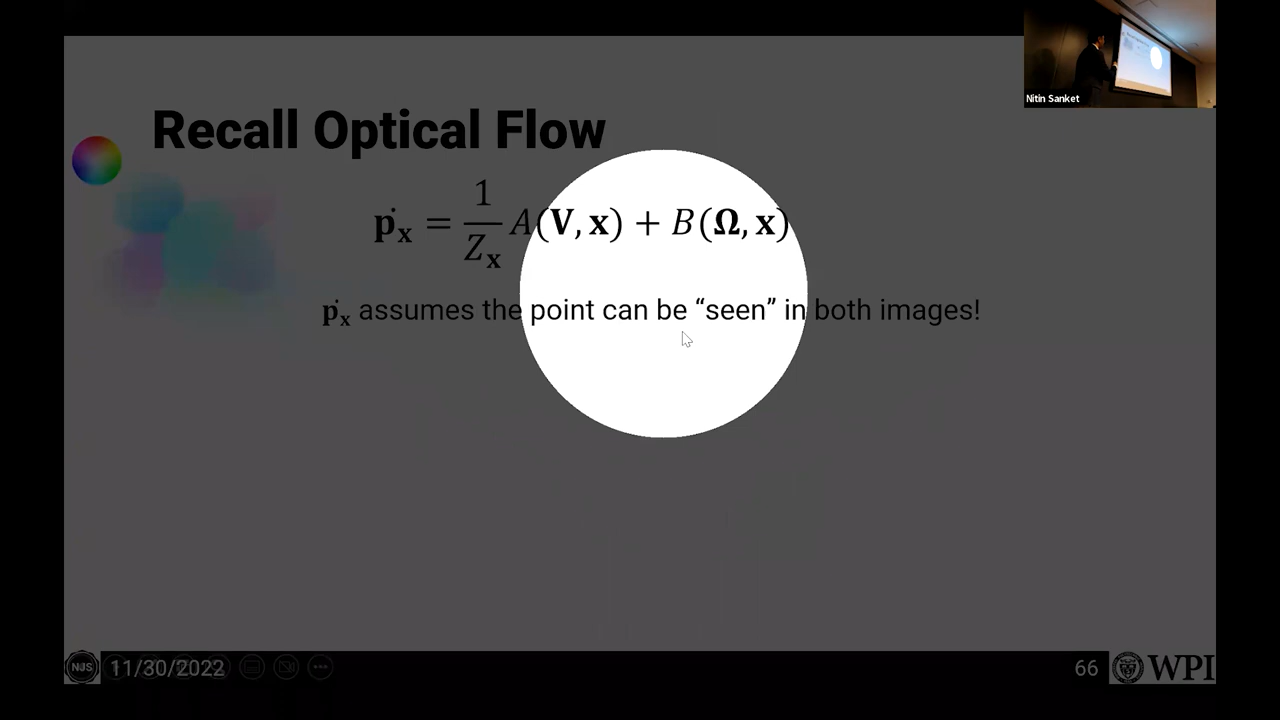 Nitin Sanket
Recall Optical Flow
ṗₓ = 1/Zₓ A(V, x) + B(Ω, x)
ṗₓ assumes the point can be “seen” in both images!
NJS 11/30/2022 66 WPI